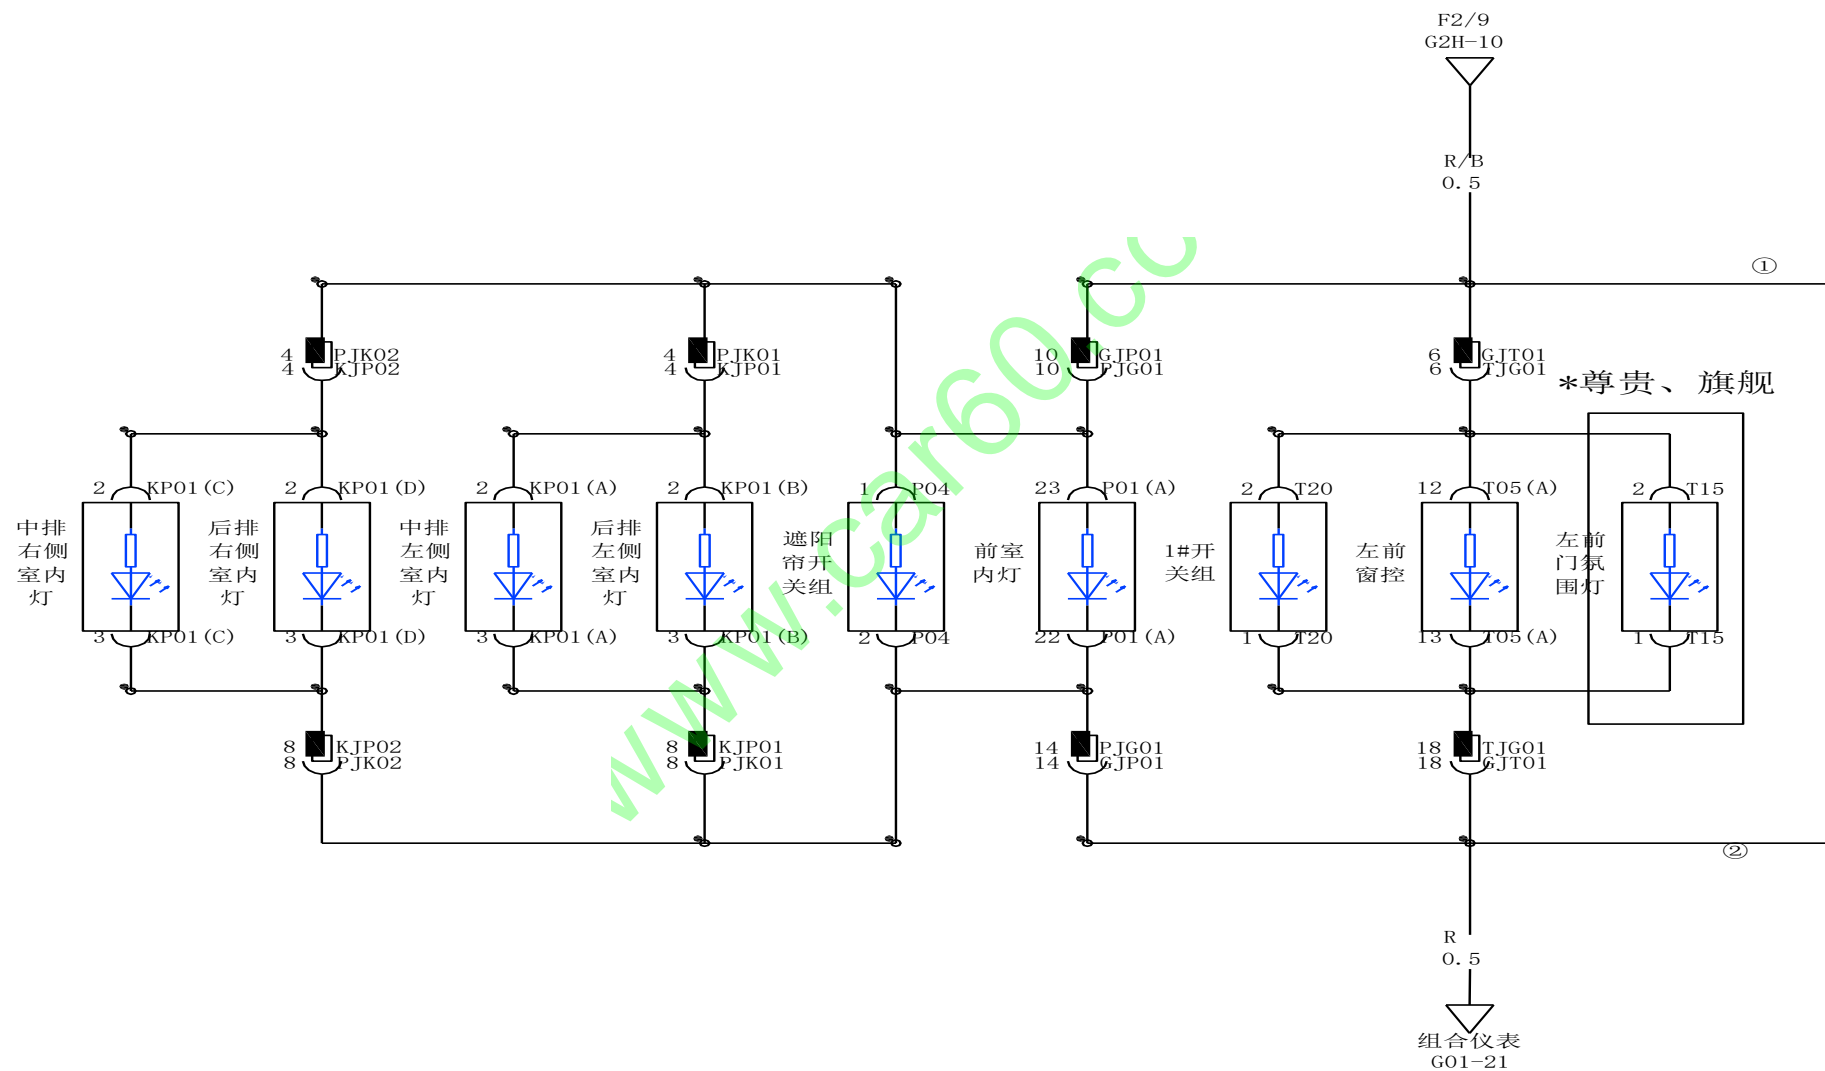 F2/9
G2H-10
R/B
0.5
①
4 PJK02
4 KJP02
4 PJK01
4 KJP01
10 GJP01
10 PJG01
6 GJT01
6 TJG01
*尊贵、旗舰
2 KP01(C)
2 KP01(D)
2 KP01(A)
2 KP01(B)
1 P04
23 P01(A)
2 T20
12 T05(A)
2 T15
中排
右侧
室内
灯
后排
右侧
室内
灯
中排
左侧
室内
灯
后排
左侧
室内
灯
遮阳
帘开
关组
前室
内灯
1#开
关组
左前
窗控
左前
门氛
围灯
3 KP01(C)
3 KP01(D)
3 KP01(A)
3 KP01(B)
2 P04
22 P01(A)
1 T20
13 T05(A)
1 T15
8 KJP02
8 PJK02
8 KJP01
8 PJK01
14 PJG01
14 GJP01
18 TJG01
18 GJT01
②
R
0.5
组合仪表
G01-21
www.car60.cc